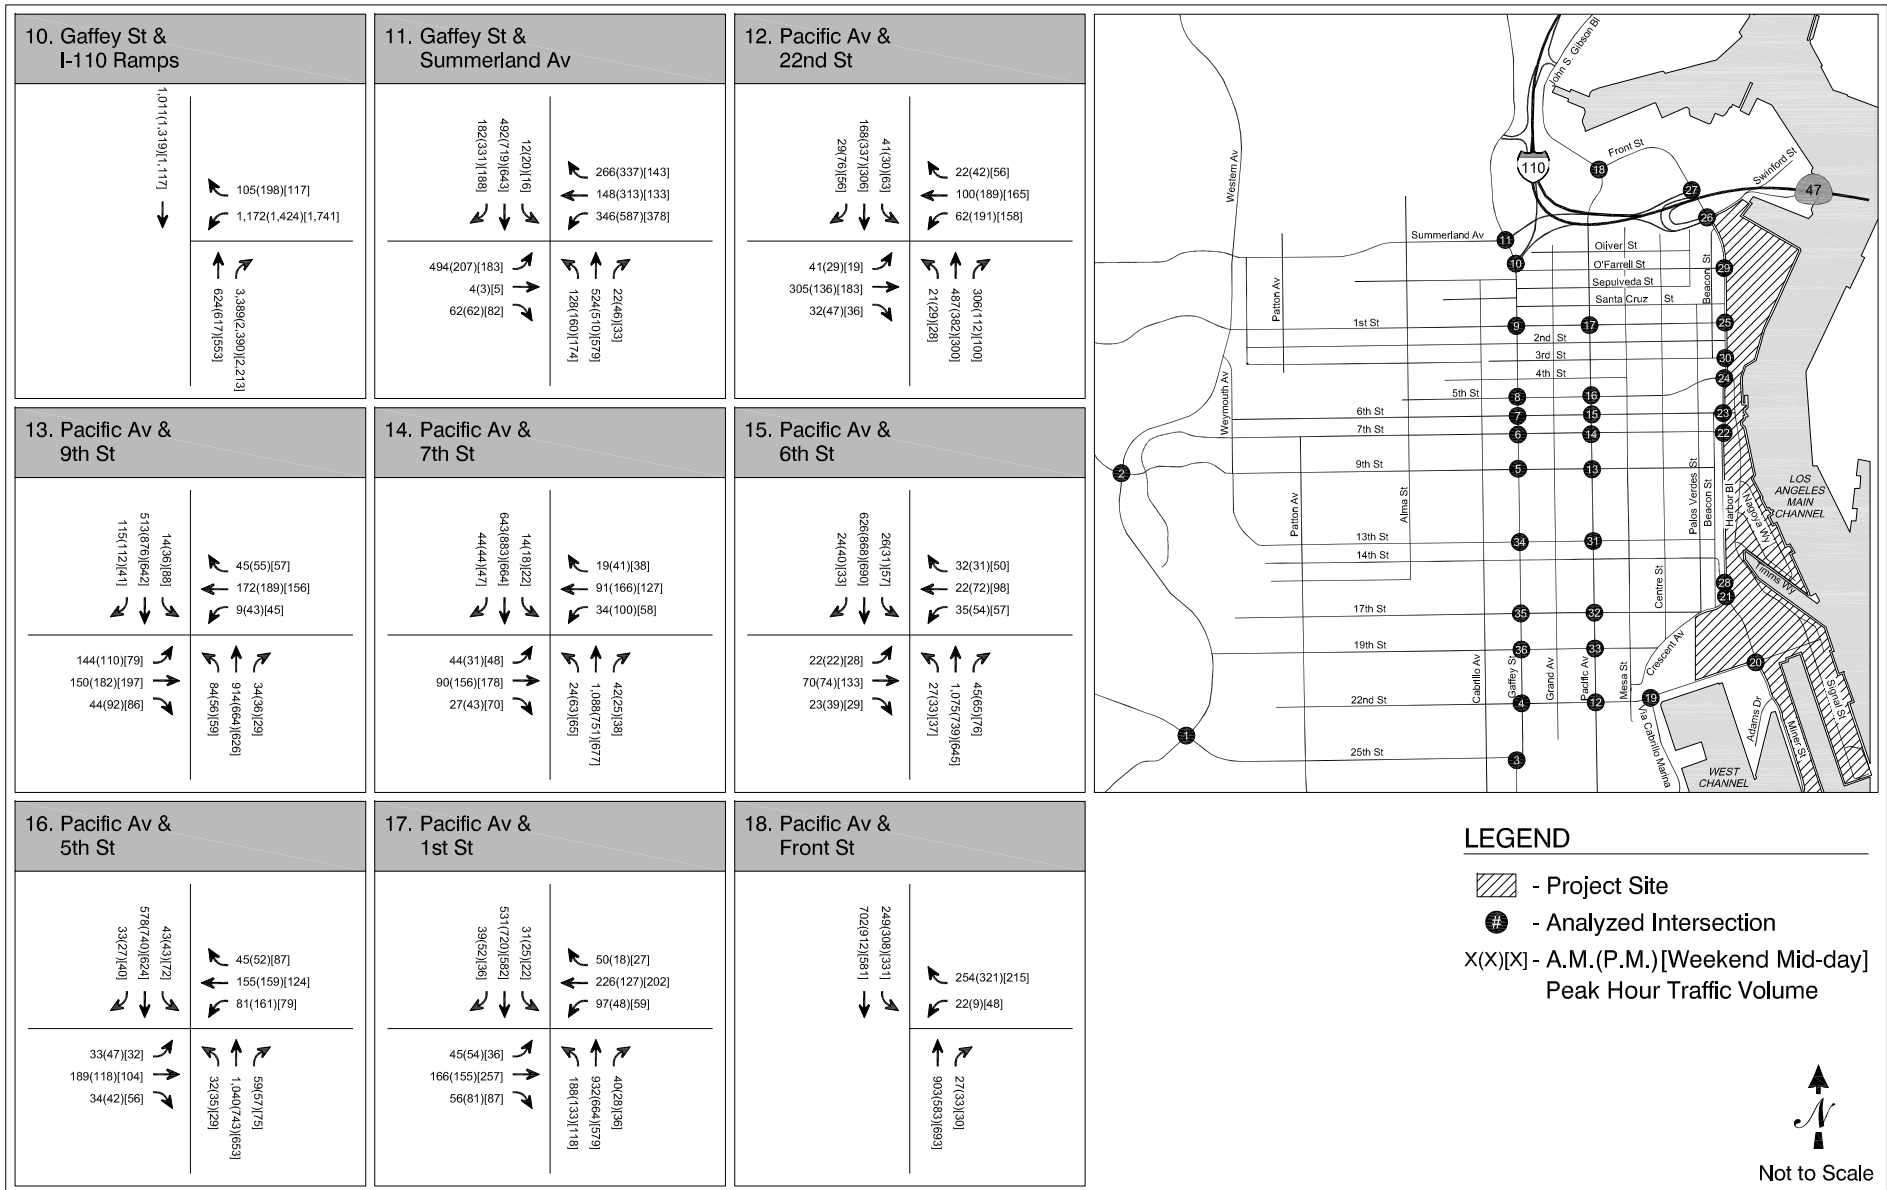 10. Gaffey St &
I-110 Ramps
1,011(1,319)[1,117]
105(198)[117]
1,172(1,424)[1,741]
624(617)[553]
3,389(2,390)[2,213]
11. Gaffey St &
Summerland Av
182(331)[188]
492(719)[643]
12(20)[16]
266(337)[143]
148(313)[133]
346(587)[378]
494(207)[183]
4(3)[5]
62(62)[82]
128(160)[174]
524(510)[579]
22(46)[33]
12. Pacific Av &
22nd St
29(76)[56]
168(337)[306]
41(30)[63]
22(42)[56]
100(189)[165]
62(191)[158]
41(29)[19]
305(136)[183]
32(47)[36]
21(29)[28]
487(382)[300]
306(112)[100]
13. Pacific Av &
9th St
115(112)[41]
513(876)[642]
14(36)[88]
45(55)[57]
172(189)[156]
9(43)[45]
144(110)[79]
150(182)[197]
44(92)[86]
84(56)[59]
914(664)[626]
34(36)[29]
14. Pacific Av &
7th St
44(44)[47]
643(883)[664]
14(18)[22]
19(41)[38]
91(166)[127]
34(100)[58]
44(31)[48]
90(156)[178]
27(43)[70]
24(63)[65]
1,088(751)[677]
42(25)[38]
15. Pacific Av &
6th St
24(40)[33]
626(868)[690]
26(31)[57]
32(31)[50]
22(72)[98]
35(54)[57]
22(22)[28]
70(74)[133]
23(39)[29]
27(33)[37]
1,075(739)[645]
45(65)[76]
16. Pacific Av &
5th St
33(27)[40]
578(740)[624]
43(43)[72]
45(52)[87]
155(159)[124]
81(161)[79]
33(47)[32]
189(118)[104]
34(42)[56]
32(35)[29]
1,040(743)[653]
59(57)[75]
17. Pacific Av &
1st St
39(52)[36]
531(720)[582]
31(25)[22]
50(18)[27]
226(127)[202]
97(48)[59]
45(54)[36]
166(155)[257]
56(81)[87]
188(133)[118]
932(664)[579]
40(28)[36]
18. Pacific Av &
Front St
702(912)[581]
249(308)[331]
254(321)[215]
22(9)[48]
903(583)[693]
27(33)[30]
John S. Gibson Bl
110
Front St
18
Swinford St
47
27
26
Western Av
Summerland Av
11
10
Oliver St
O'Farrell St
Sepulveda St
Santa Cruz St
Beacon St
29
Patton Av
1st St
9
17
25
2nd St
3rd St
30
4th St
24
5th St
8
16
Weymouth Av
6th St
7
15
23
7th St
6
14
22
9th St
2
5
13
Patton Av
Alma St
Palos Verdes St
Beacon St
Harbor Bl
Nagoya Wy
LOS
ANGELES
MAIN
CHANNEL
13th St
34
31
14th St
Centre St
28
21
Timms Wy
17th St
35
32
19th St
36
33
Crescent Av
20
Cabrillo Av
Gaffey St
Grand Av
Pacific Av
Mesa St
22nd St
4
12
19
Via Cabrillo Marina
Adams Dr
Miner St
Signal St
1
25th St
3
WEST
CHANNEL
LEGEND
- Project Site
# - Analyzed Intersection
X(X)[X] - A.M.(P.M.)[Weekend Mid-day]
Peak Hour Traffic Volume
N
Not to Scale